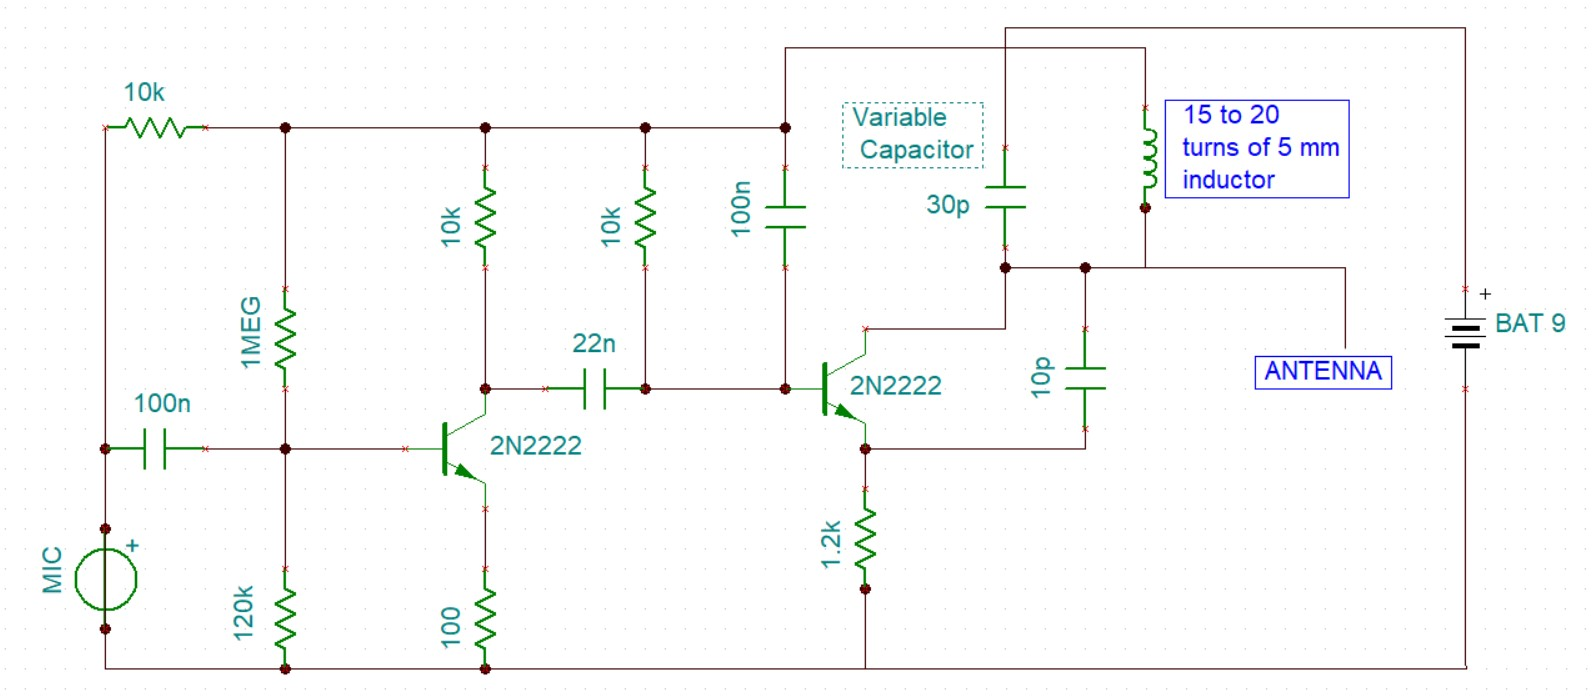 10k
Variable
Capacitor
15 to 20
turns of 5 mm
inductor
10k
10k
100n
30p
1MEG
22n
+
BAT 9
100n
2N2222
10p
ANTENNA
2N2222
MIC
+
120k
100
1.2k